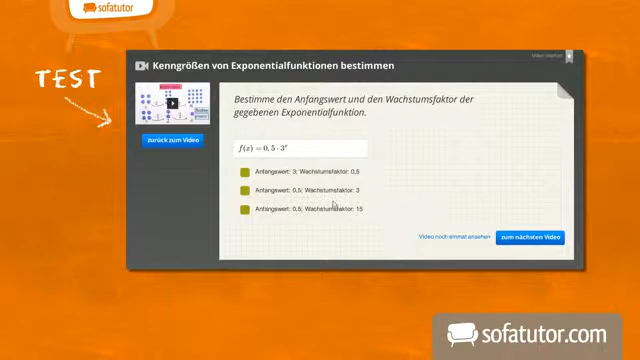 sofatutor
TEST
Kenngrößen von Exponentialfunktionen bestimmen
zurück zum Video
Bestimme den Anfangswert und den Wachstumsfaktor der
gegebenen Exponentialfunktion.
f(x) = 0,5 · 3ˣ
Anfangswert: 3; Wachstumsfaktor: 0,5
Anfangswert: 0,5; Wachstumsfaktor: 3
Anfangswert: 0,5; Wachstumsfaktor: 15
Video noch einmal ansehen
zum nächsten Video
sofatutor.com